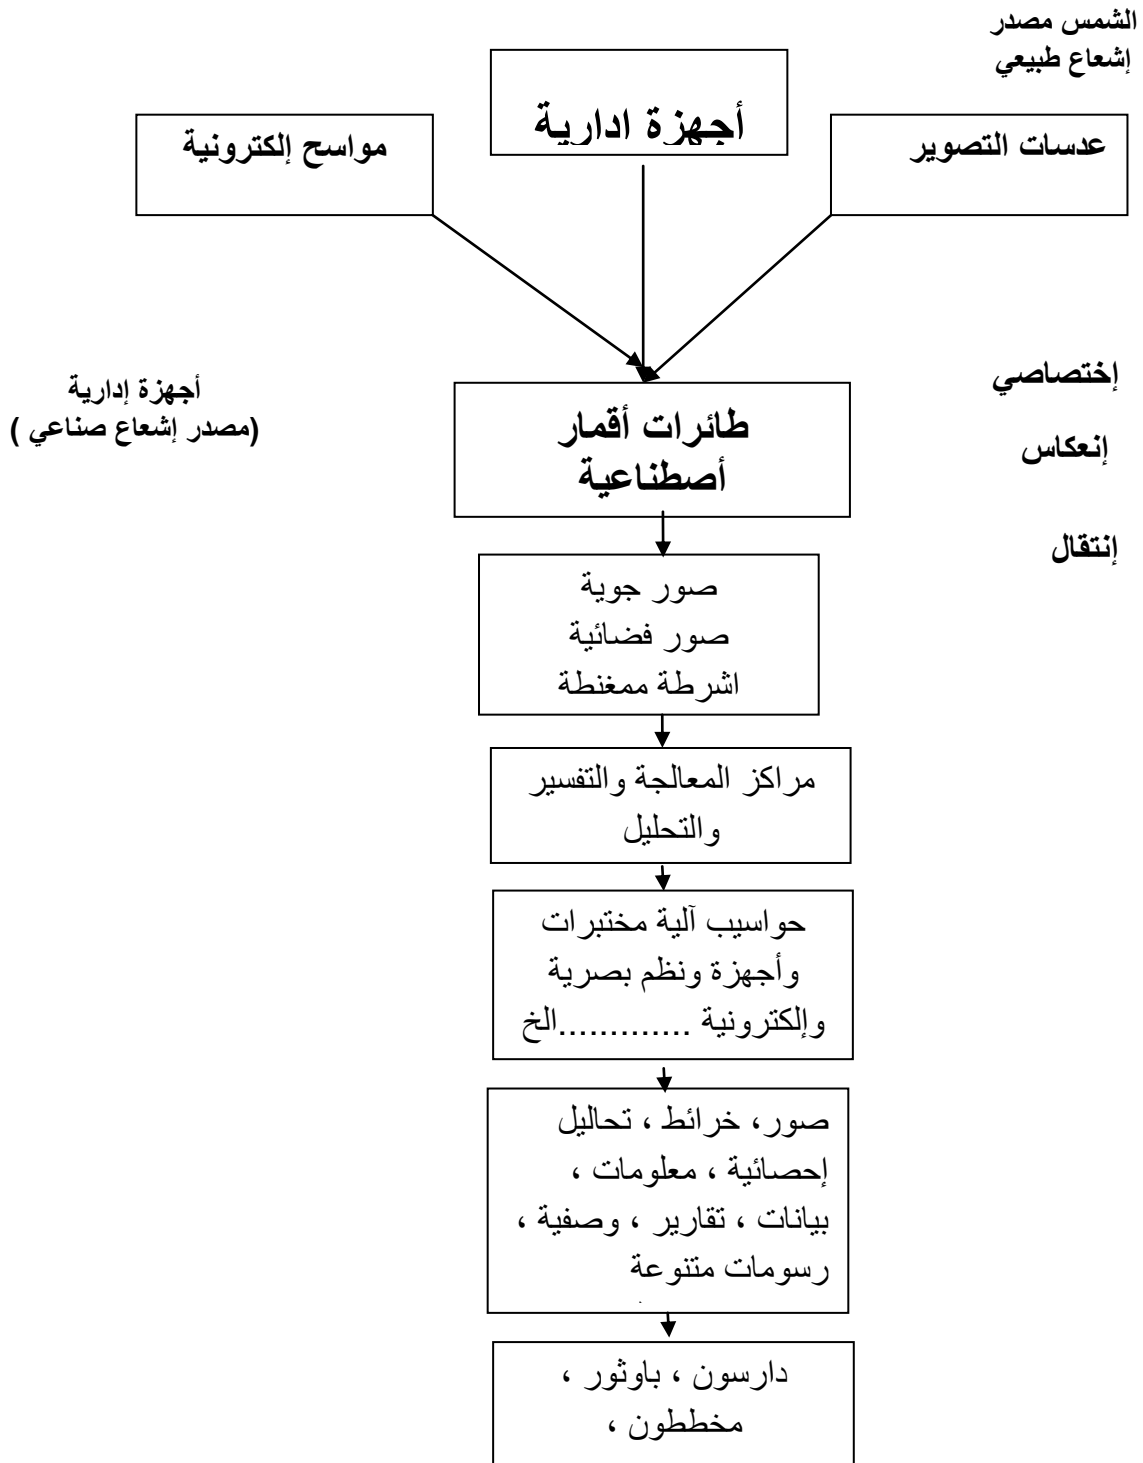 الشمس مصدر
إشعاع طبيعي
أجهزة ادارية
عدسات التصوير
مواسح إلكترونية
إختصاصي
إنعكاس
إنتقال
أجهزة إدارية
(مصدر إشعاع صناعي )
طائرات أقمار
أصطناعية
صور جوية
صور فضائية
اشرطة ممغنطة
مراكز المعالجة والتفسير
والتحليل
حواسيب آلية مختبرات
وأجهزة ونظم بصرية
وإلكترونية .............الخ
صور، خرائط ، تحاليل
إحصائية ، معلومات ،
بيانات ، تقارير ، وصفية ،
رسومات متنوعة
دارسون ، باوثور ،
مخططون ،